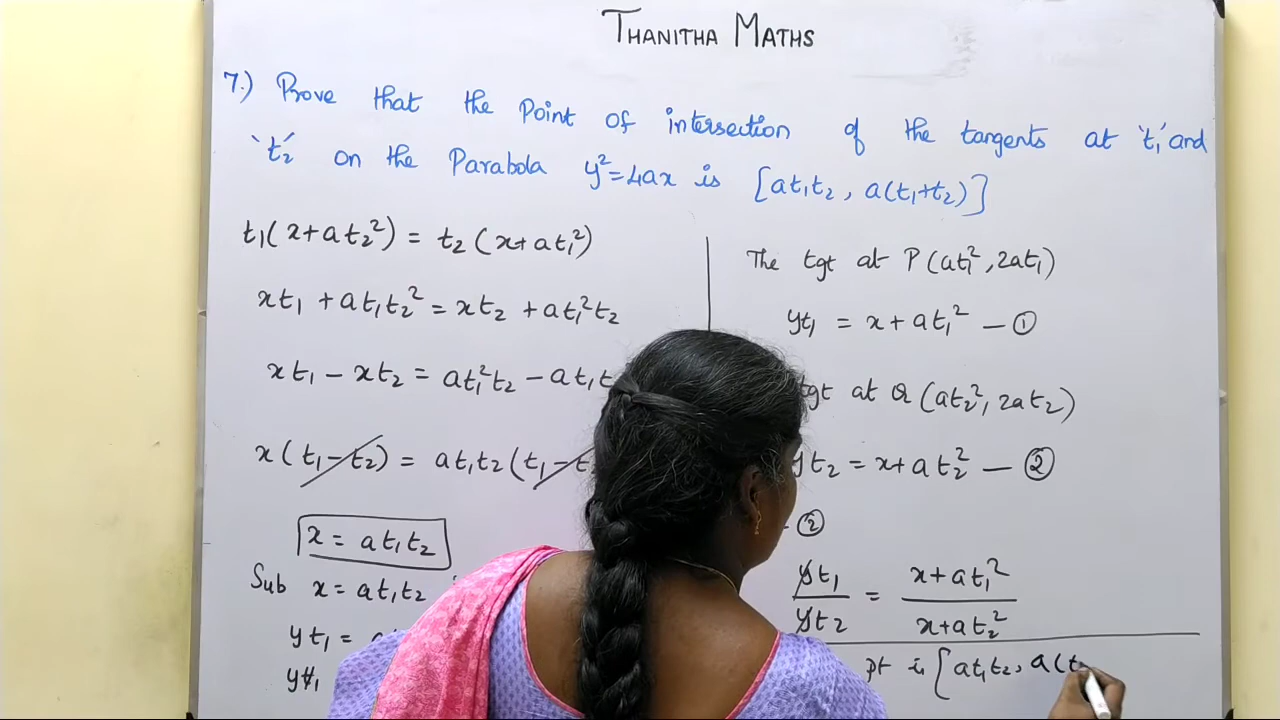 THANITHA MATHS
7.) Prove that the Point of intersection of the tangents at 't₁' and
't₂' on the Parabola y²=4ax is [at₁t₂, a(t₁+t₂)]
t₁(x+at₂²) = t₂(x+at₁²)
xt₁ + at₁t₂² = xt₂ + at₁²t₂
xt₁ - xt₂ = at₁²t₂ - at₁t
x(t₁-t₂) = at₁t₂(t₁-t
x = at₁t₂
Sub x = at₁t₂
yt₁ =
The tgt at P(at₁², 2at₁)
yt₁ = x+at₁² — ①
tgt at Q(at₂², 2at₂)
yt₂ = x+at₂² — ②
②
yt₁/yt₂ = x+at₁²/x+at₂²
pt is [at₁t₂, a(t